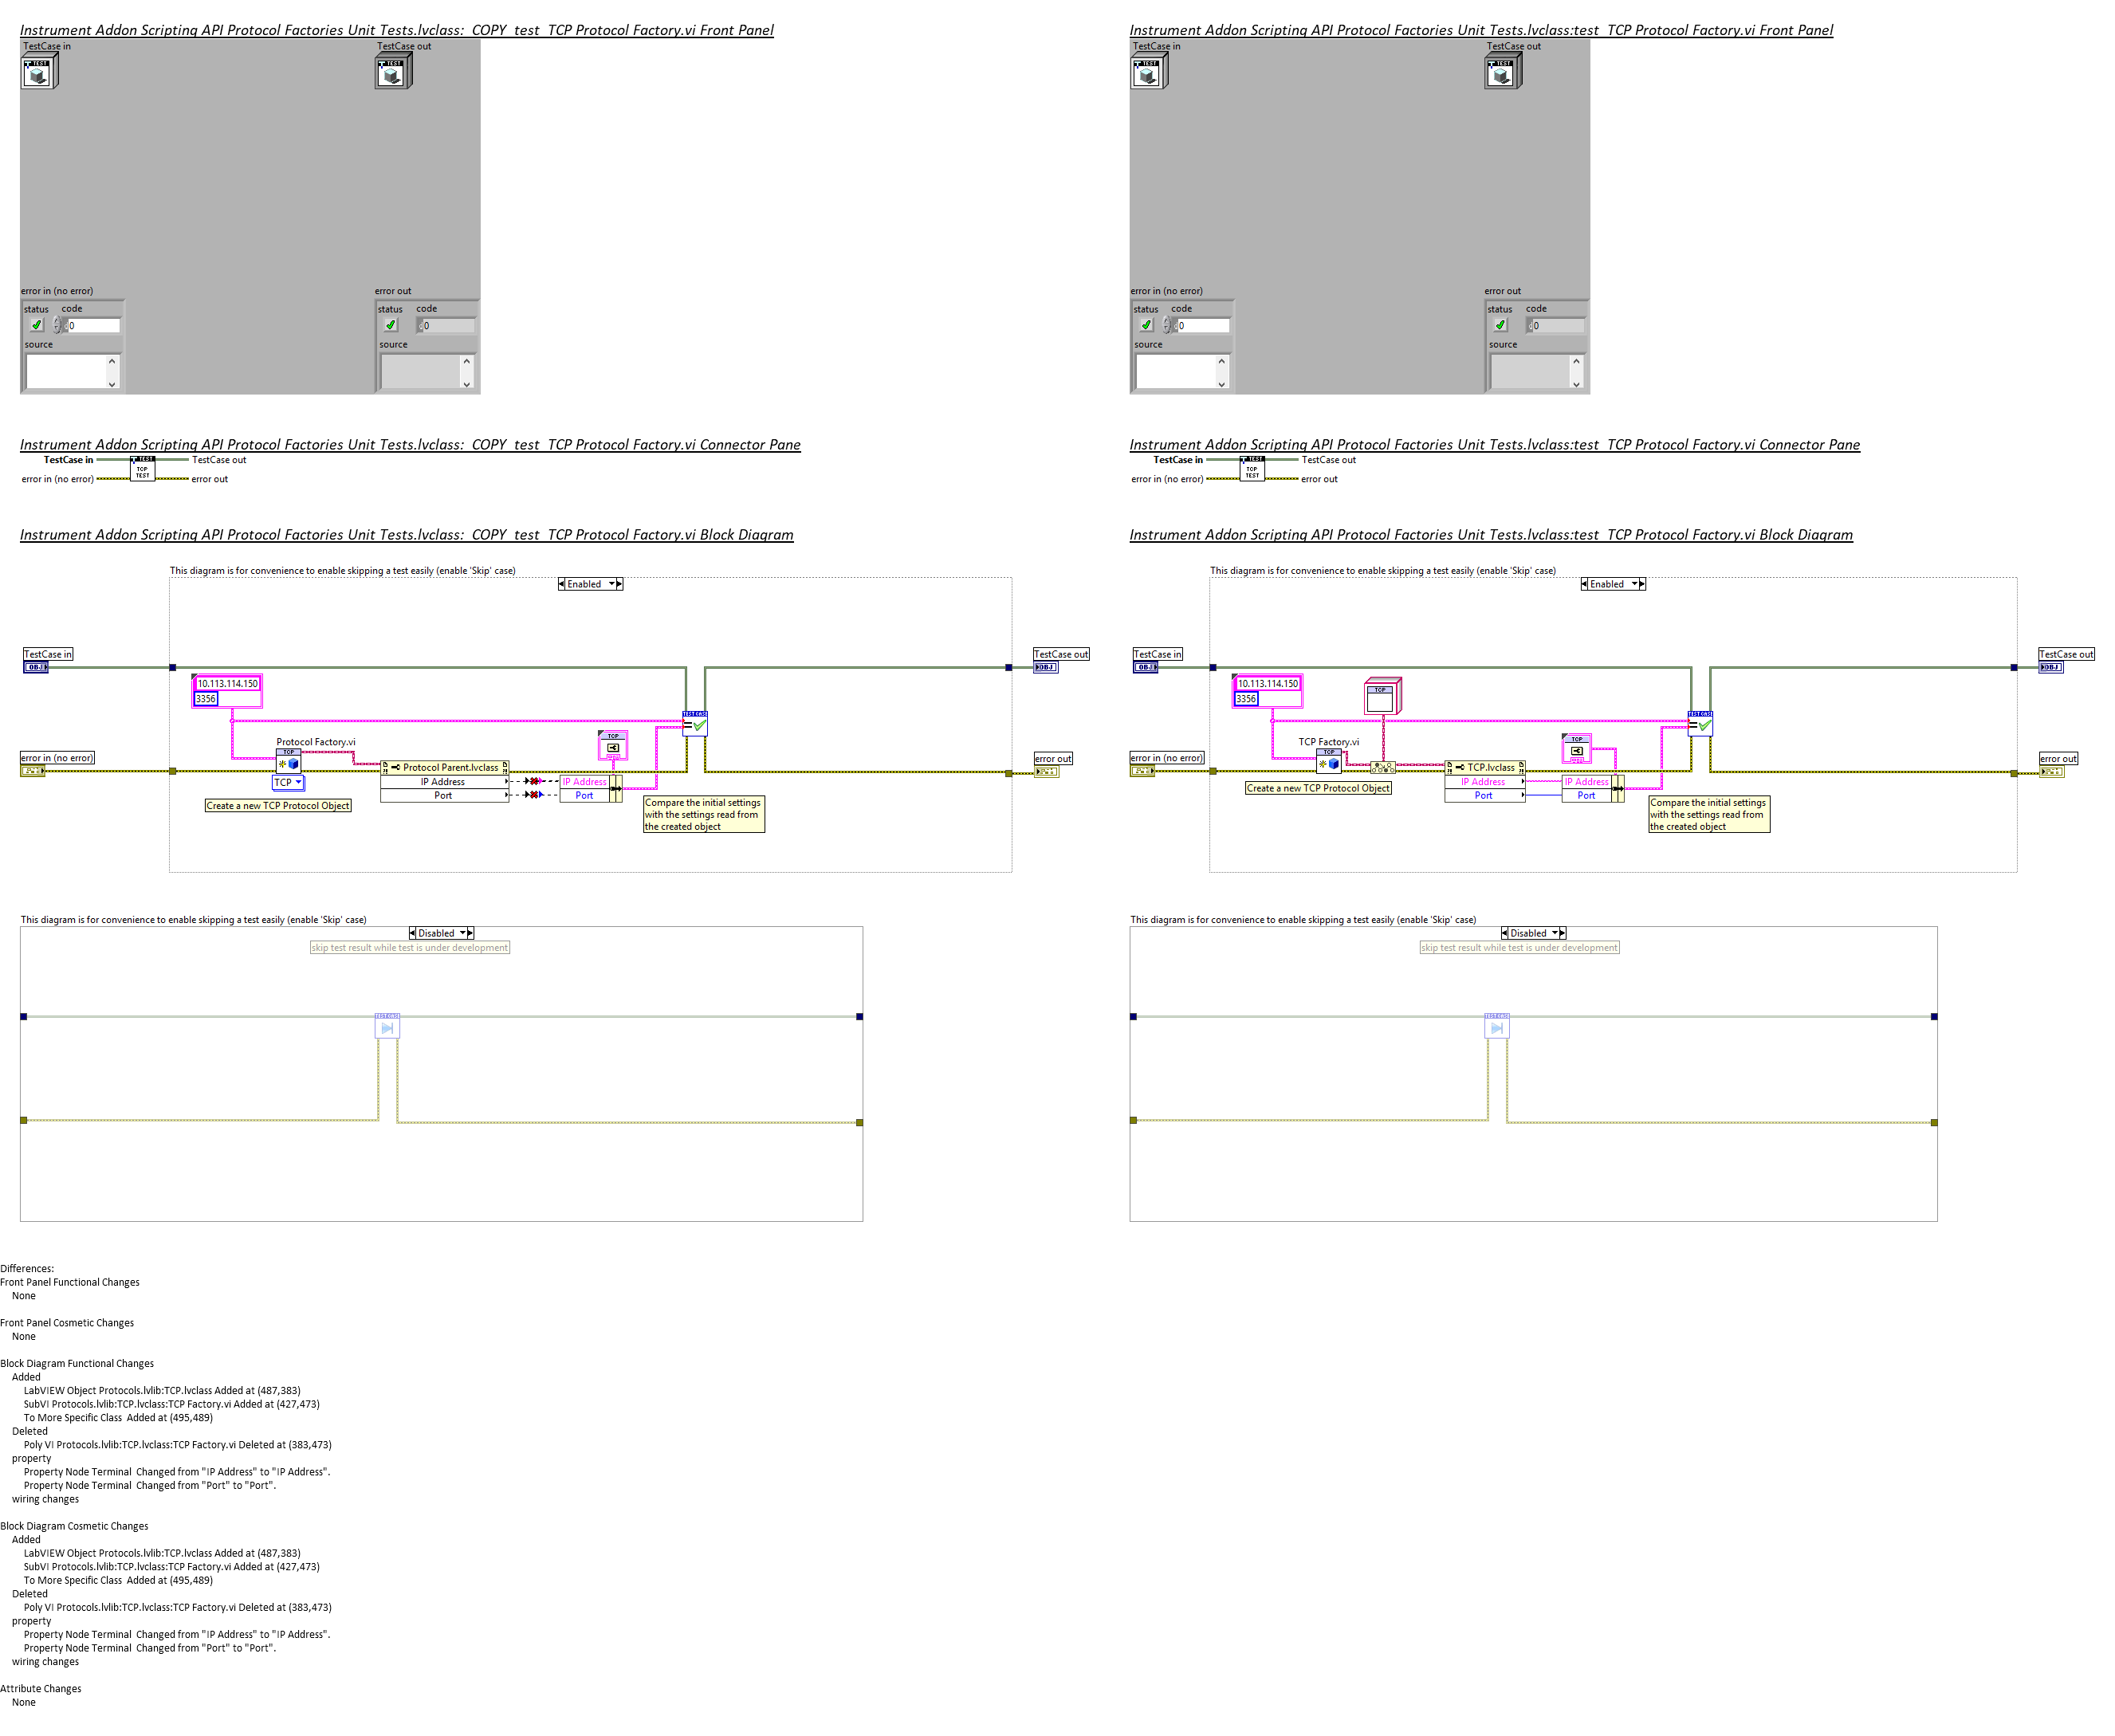 Instrument Addon Scripting API Protocol Factories Unit Tests.lvclass:_COPY_test_TCP Protocol Factory.vi Front Panel
TestCase in
TestCase out
TEST
TEST
error in (no error)
error out
status code
0
status code
0
source
source
Instrument Addon Scripting API Protocol Factories Unit Tests.lvclass:_COPY_test_TCP Protocol Factory.vi Connector Pane
TestCase in
TEST
TCP
TEST
TestCase out
error in (no error)
error out
Instrument Addon Scripting API Protocol Factories Unit Tests.lvclass:_COPY_test_TCP Protocol Factory.vi Block Diagram
This diagram is for convenience to enable skipping a test easily (enable 'Skip' case)
Enabled
TestCase in
OBJ
TestCase out
OBJ
10.113.114.150
3356
TEST CASE
Protocol Factory.vi
TCP
TCP
error in (no error)
error out
Protocol Parent.lvclass
IP Address
Port
TCP
IP Address
Port
Create a new TCP Protocol Object
Compare the initial settings
with the settings read from
the created object
This diagram is for convenience to enable skipping a test easily (enable 'Skip' case)
Disabled
skip test result while test is under development
Instrument Addon Scripting API Protocol Factories Unit Tests.lvclass:test_TCP Protocol Factory.vi Front Panel
TestCase in
TestCase out
TEST
TEST
error in (no error)
error out
status code
0
status code
0
source
source
Instrument Addon Scripting API Protocol Factories Unit Tests.lvclass:test_TCP Protocol Factory.vi Connector Pane
TestCase in
TEST
TCP
TEST
TestCase out
error in (no error)
error out
Instrument Addon Scripting API Protocol Factories Unit Tests.lvclass:test_TCP Protocol Factory.vi Block Diagram
This diagram is for convenience to enable skipping a test easily (enable 'Skip' case)
Enabled
TestCase in
OBJ
TestCase out
OBJ
10.113.114.150
3356
TCP
TEST CASE
TCP Factory.vi
TCP
error in (no error)
error out
TCP.lvclass
IP Address
Port
TCP
IP Address
Port
Create a new TCP Protocol Object
Compare the initial settings
with the settings read from
the created object
This diagram is for convenience to enable skipping a test easily (enable 'Skip' case)
Disabled
skip test result while test is under development
Differences:
Front Panel Functional Changes
None
Front Panel Cosmetic Changes
None
Block Diagram Functional Changes
Added
LabVIEW Object Protocols.lvlib:TCP.lvclass Added at (487,383)
SubVI Protocols.lvlib:TCP.lvclass:TCP Factory.vi Added at (427,473)
To More Specific Class  Added at (495,489)
Deleted
Poly VI Protocols.lvlib:TCP.lvclass:TCP Factory.vi Deleted at (383,473)
property
Property Node Terminal  Changed from "IP Address" to "IP Address".
Property Node Terminal  Changed from "Port" to "Port".
wiring changes
Block Diagram Cosmetic Changes
Added
LabVIEW Object Protocols.lvlib:TCP.lvclass Added at (487,383)
SubVI Protocols.lvlib:TCP.lvclass:TCP Factory.vi Added at (427,473)
To More Specific Class  Added at (495,489)
Deleted
Poly VI Protocols.lvlib:TCP.lvclass:TCP Factory.vi Deleted at (383,473)
property
Property Node Terminal  Changed from "IP Address" to "IP Address".
Property Node Terminal  Changed from "Port" to "Port".
wiring changes
Attribute Changes
None